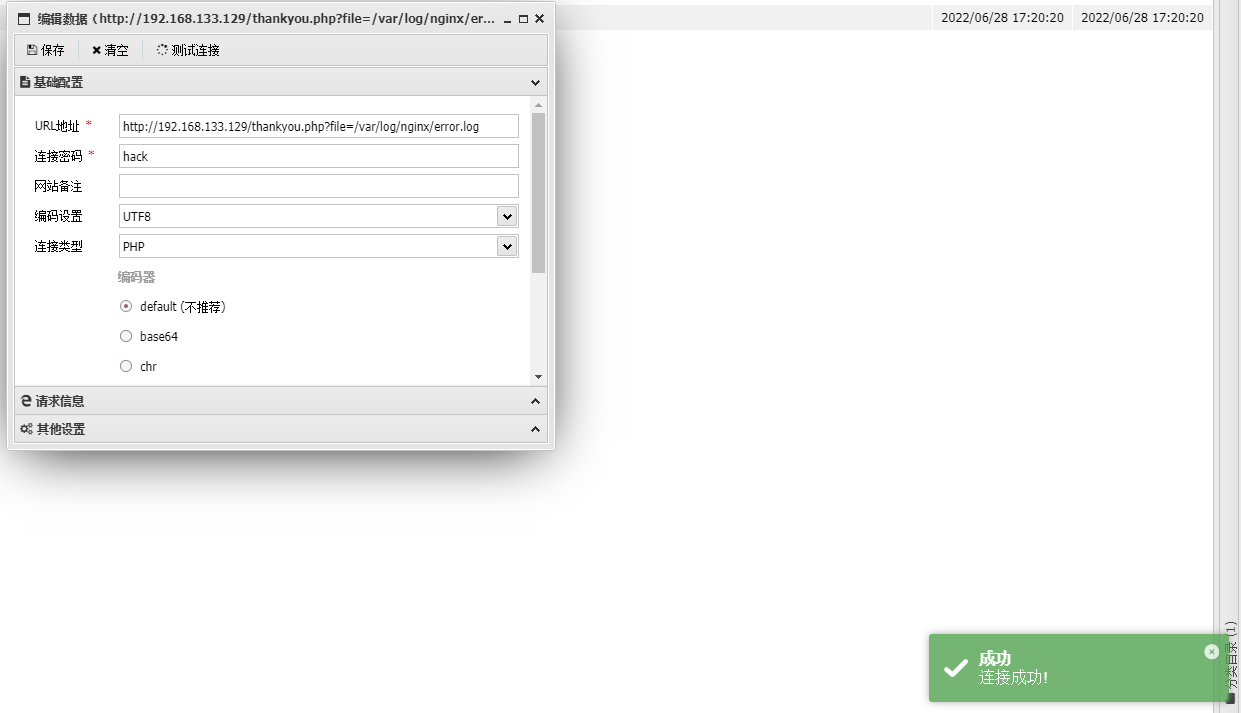 编辑数据 (http://192.168.133.129/thankyou.php?file=/var/log/nginx/er...
2022/06/28 17:20:20 2022/06/28 17:20:20
保存 清空 测试连接
基础配置
URL地址 * http://192.168.133.129/thankyou.php?file=/var/log/nginx/error.log
连接密码 * hack
网站备注
编码设置 UTF8
连接类型 PHP
编码器
default (不推荐)
base64
chr
请求信息
其他设置
成功
连接成功!
分类目录 (1)